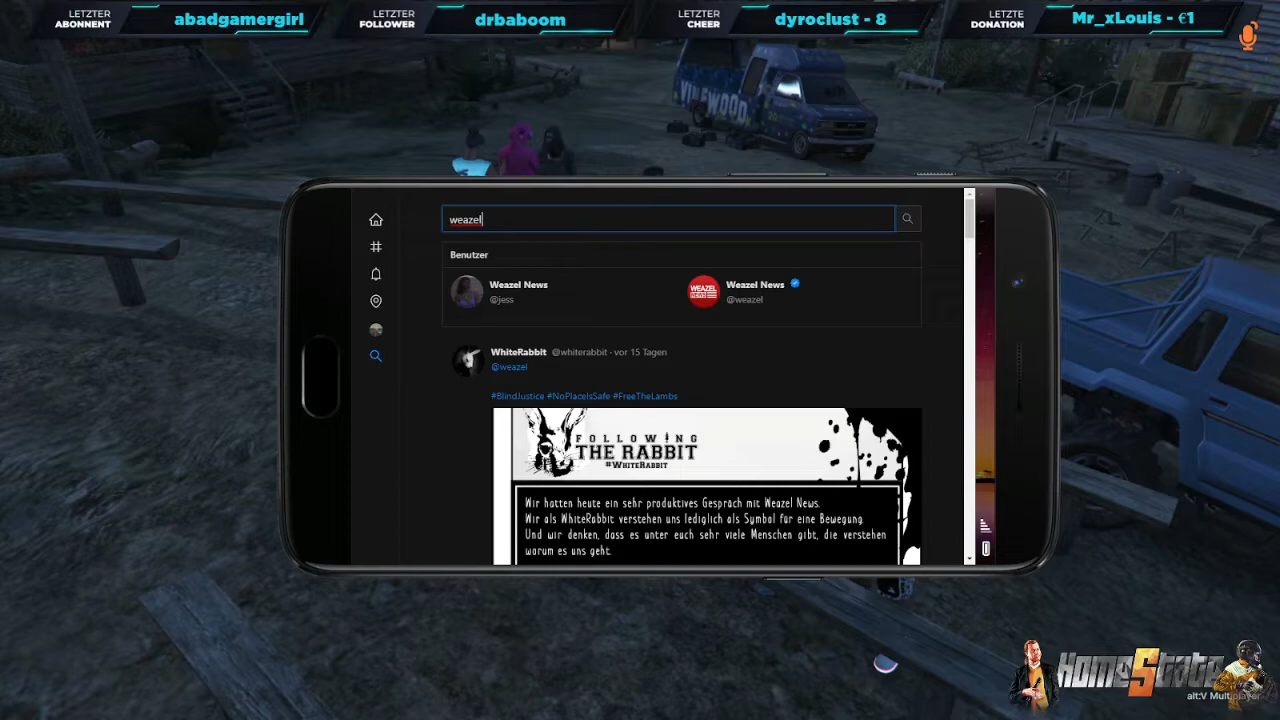 LETZTER ABONNENT
abadgamergirl
LETZTER FOLLOWER
drbaboom
LETZTER CHEER
dyroclust - 8
LETZTE DONATION
Mr_xLouis - €1
VINEWOOD
weazel
Benutzer
Weazel News
@jess
WEAZEL NEWS
Weazel News
@weazel
WhiteRabbit @whiterabbit · vor 15 Tagen
@weazel
#BlindJustice #NoPlaceIsSafe #FreeTheLambs
FOLLOWING
THE RABBIT
#WHITERABBIT
Wir hatten heute ein sehr produktives Gespräch mit Weazel News.
Wir als WhiteRabbit verstehen uns lediglich als Symbol für eine Bewegung.
Und wir denken, dass es unter euch sehr viele Menschen gibt, die verstehen
worum es uns geht.
HomeState
alt:V Multiplayer